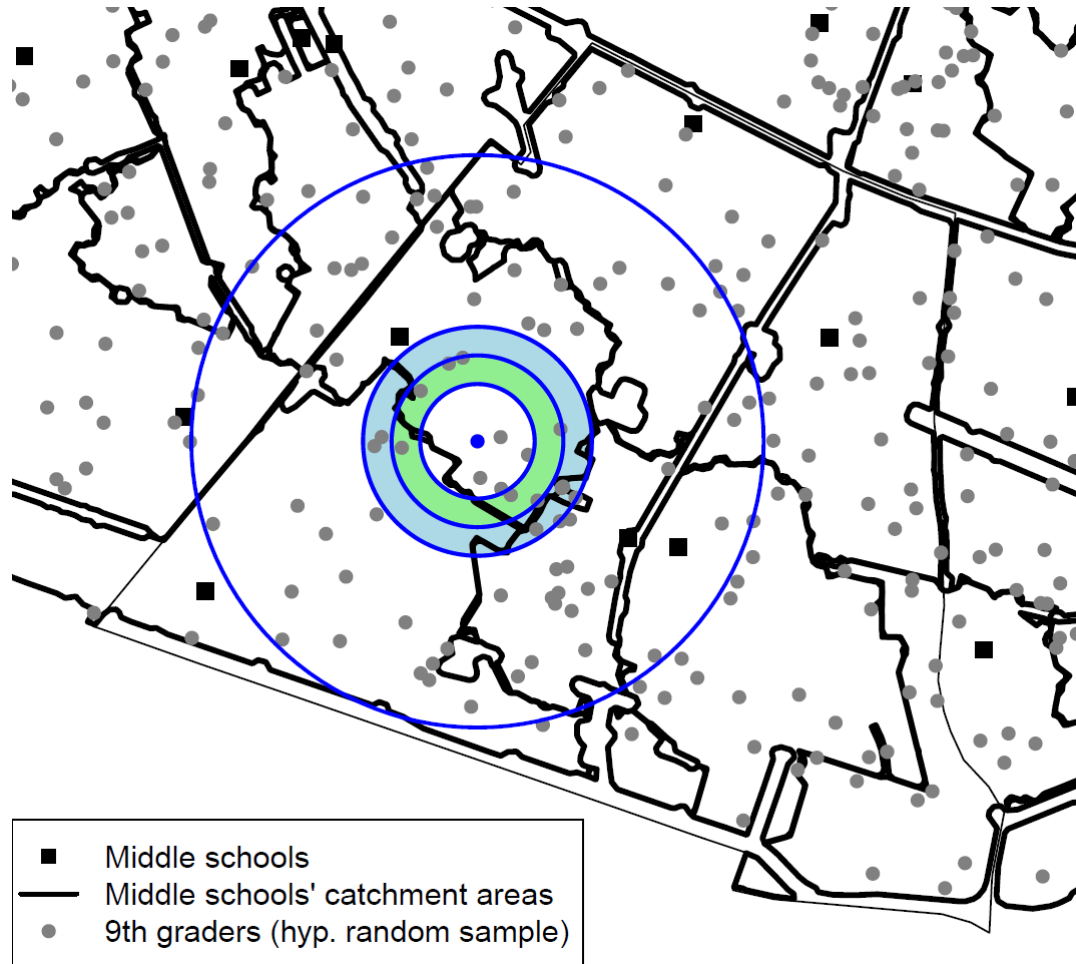 Middle schools
Middle schools' catchment areas
9th graders (hyp. random sample)